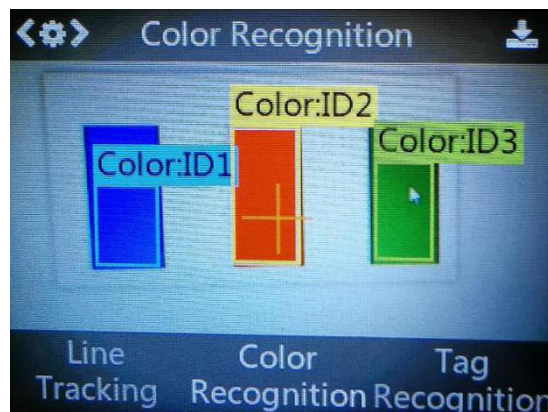 Color Recognition
Color:ID2
Color:ID3
Color:ID1
Line Tracking
Color Recognition
Tag Recognition